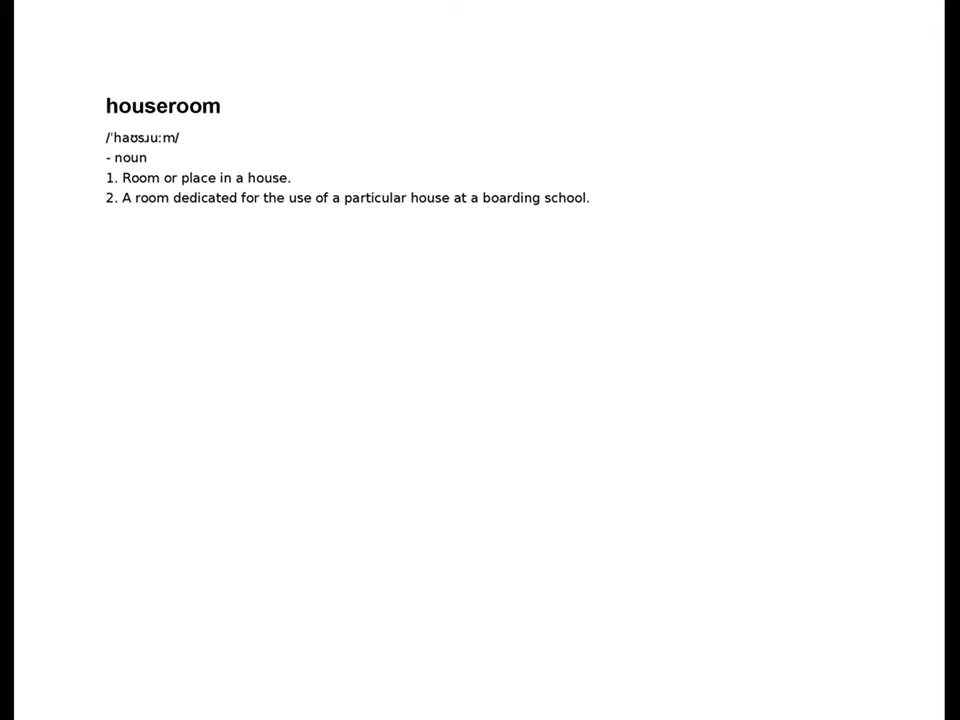 houseroom
/ˈhaʊsɹuːm/
- noun
1. Room or place in a house.
2. A room dedicated for the use of a particular house at a boarding school.